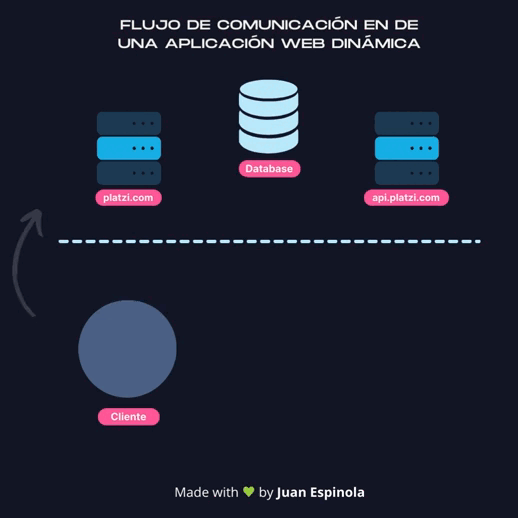 FLUJO DE COMUNICACIÓN EN DE
UNA APLICACIÓN WEB DINÁMICA
Database
platzi.com
api.platzi.com
Cliente
Made with 💚 by Juan Espinola